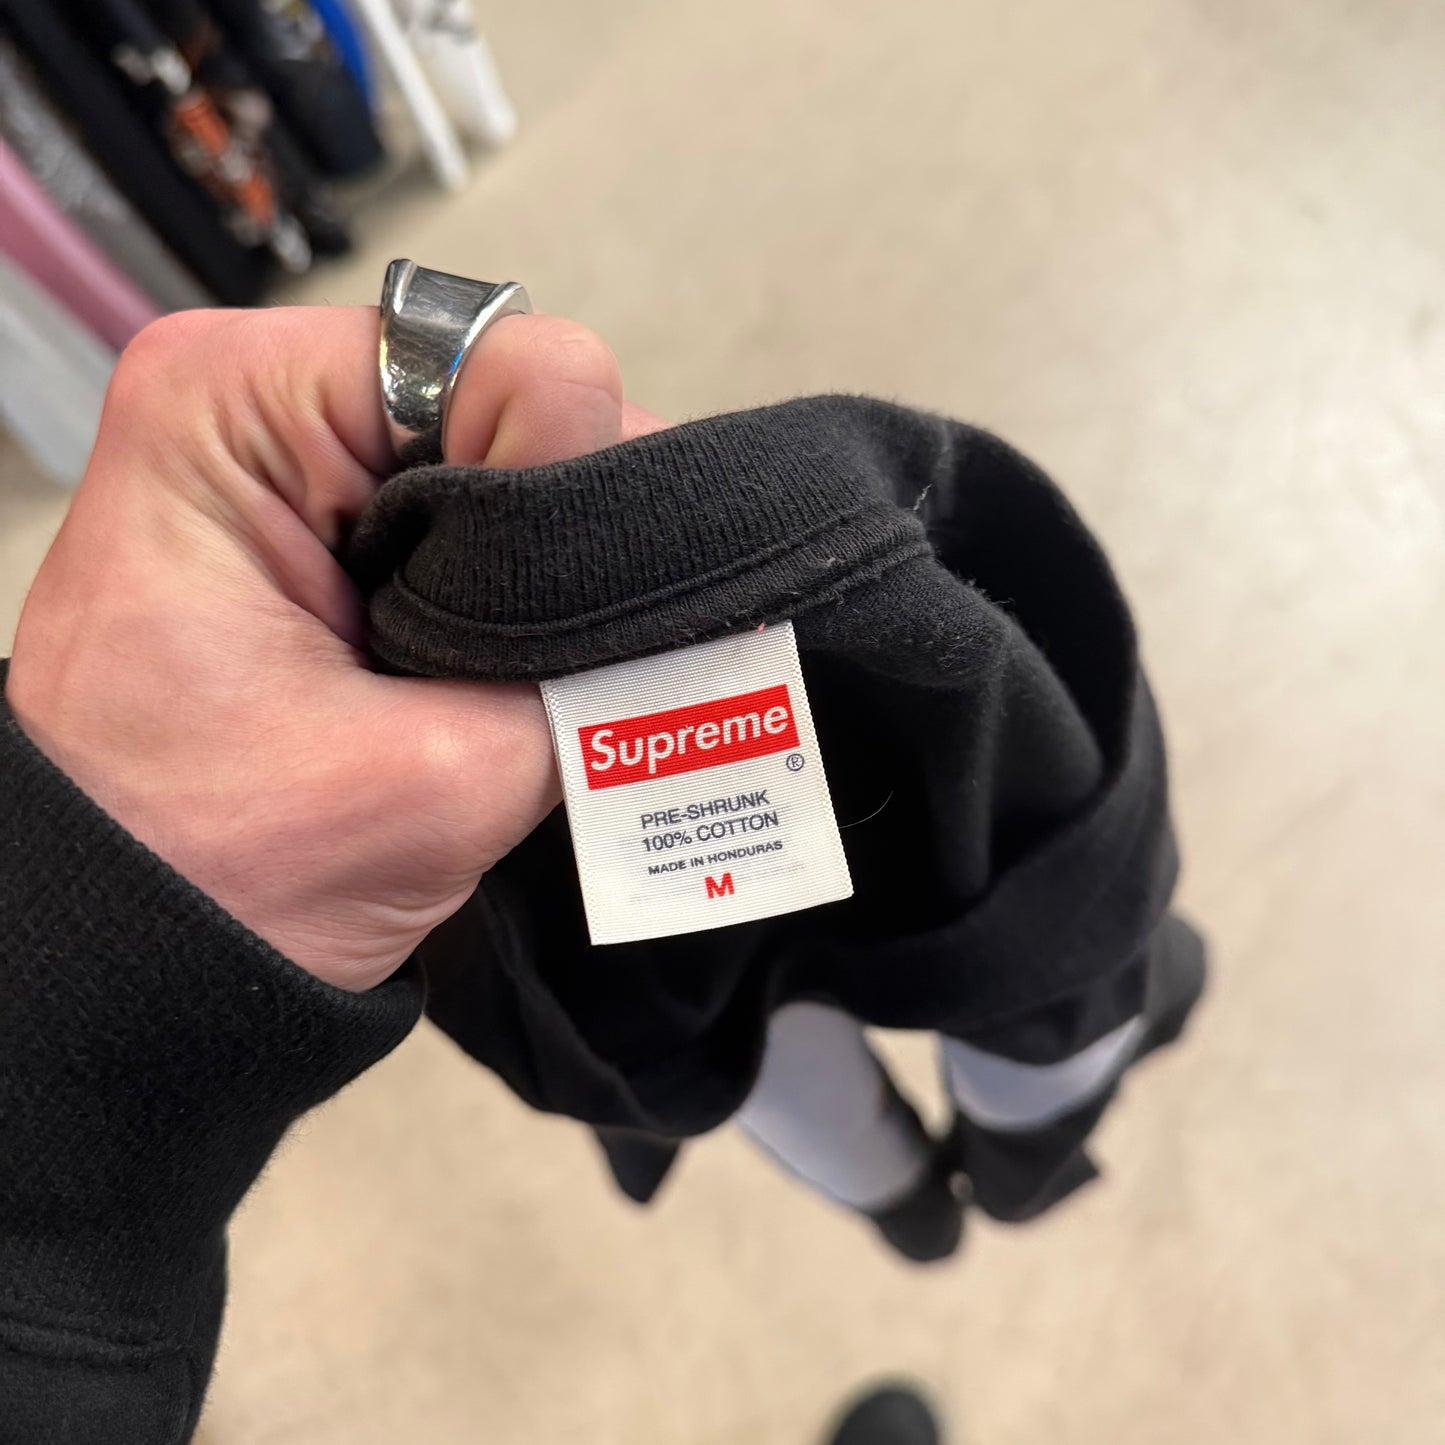 Supreme
®
PRE-SHRUNK
100% COTTON
MADE IN HONDURAS
M